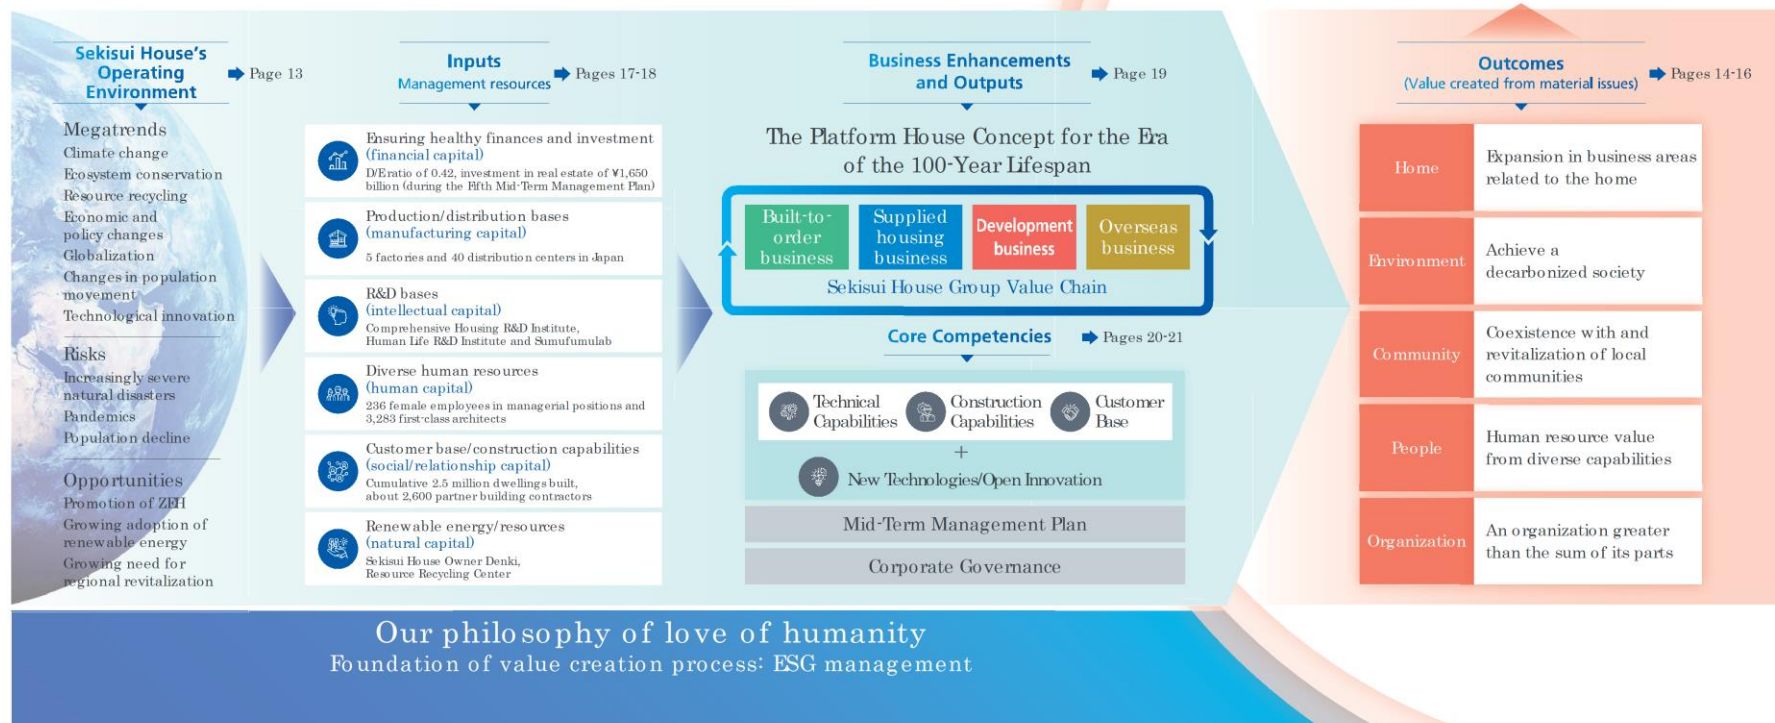 Sekisui House's
Operating
Environment
Page 13
Megatrends
Climate change
Ecosystem conservation
Resource recycling
Economic and
policy changes
Globalization
Changes in population
movement
Technological innovation
Risks
Increasingly severe
natural disasters
Pandemics
Population decline
Opportunities
Promotion of ZEH
Growing adoption of
renewable energy
Growing need for
regional revitalization
Inputs
Management resources
Pages 17-18
Ensuring healthy finances and investment
(financial capital)
D/E ratio of 0.42, investment in real estate of ¥1,650
billion (during the Fifth Mid-Term Management Plan)
Production/distribution bases
(manufacturing capital)
5 factories and 40 distribution centers in Japan
R&D bases
(intellectual capital)
Comprehensive Housing R&D Institute,
Human Life R&D Institute and Sumufumulab
Diverse human resources
(human capital)
236 female employees in managerial positions and
3,283 first-class architects
Customer base/construction capabilities
(social/relationship capital)
Cumulative 2.5 million dwellings built,
about 2,600 partner building contractors
Renewable energy/resources
(natural capital)
Sekisui House Owner Denki,
Resource Recycling Center
Business Enhancements
and Outputs
Page 19
The Platform House Concept for the Era
of the 100-Year Lifespan
Built-to-
order
business
Supplied
housing
business
Development
business
Overseas
business
Sekisui House Group Value Chain
Core Competencies
Pages 20-21
Technical
Capabilities
Construction
Capabilities
Customer
Base
+
New Technologies/Open Innovation
Mid-Term Management Plan
Corporate Governance
Outcomes
(Value created from material issues)
Pages 14-16
Home
Expansion in business areas
related to the home
Environment
Achieve a
decarbonized society
Community
Coexistence with and
revitalization of local
communities
People
Human resource value
from diverse capabilities
Organization
An organization greater
than the sum of its parts
Our philosophy of love of humanity
Foundation of value creation process: ESG management